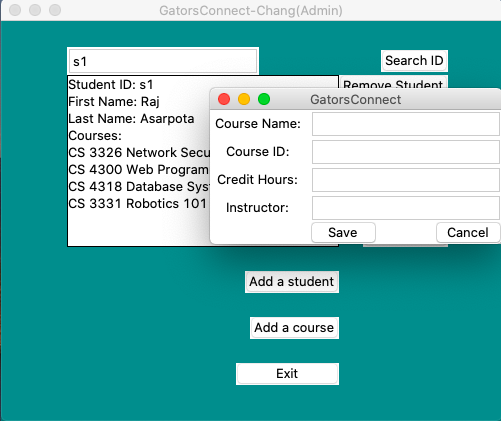 GatorsConnect-Chang(Admin)
s1
Search ID
Student ID: s1
First Name: Raj
Last Name: Asarpota
Courses:
CS 3326 Network Secu
CS 4300 Web Program
CS 4318 Database Sys
CS 3331 Robotics 101
Remove Student
GatorsConnect
Course Name:
Course ID:
Credit Hours:
Instructor:
Save Cancel
Add a student
Add a course
Exit